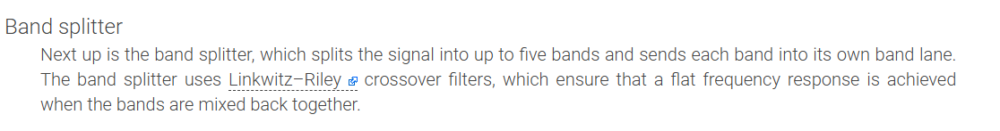 Band splitter
Next up is the band splitter, which splits the signal into up to five bands and sends each band into its own band lane.
The band splitter uses Linkwitz–Riley crossover filters, which ensure that a flat frequency response is achieved
when the bands are mixed back together.